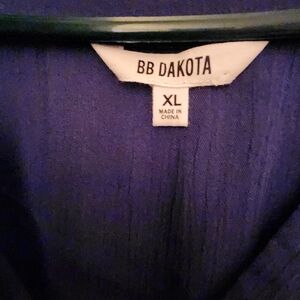 BB DAKOTA
XL
MADE IN
CHINA